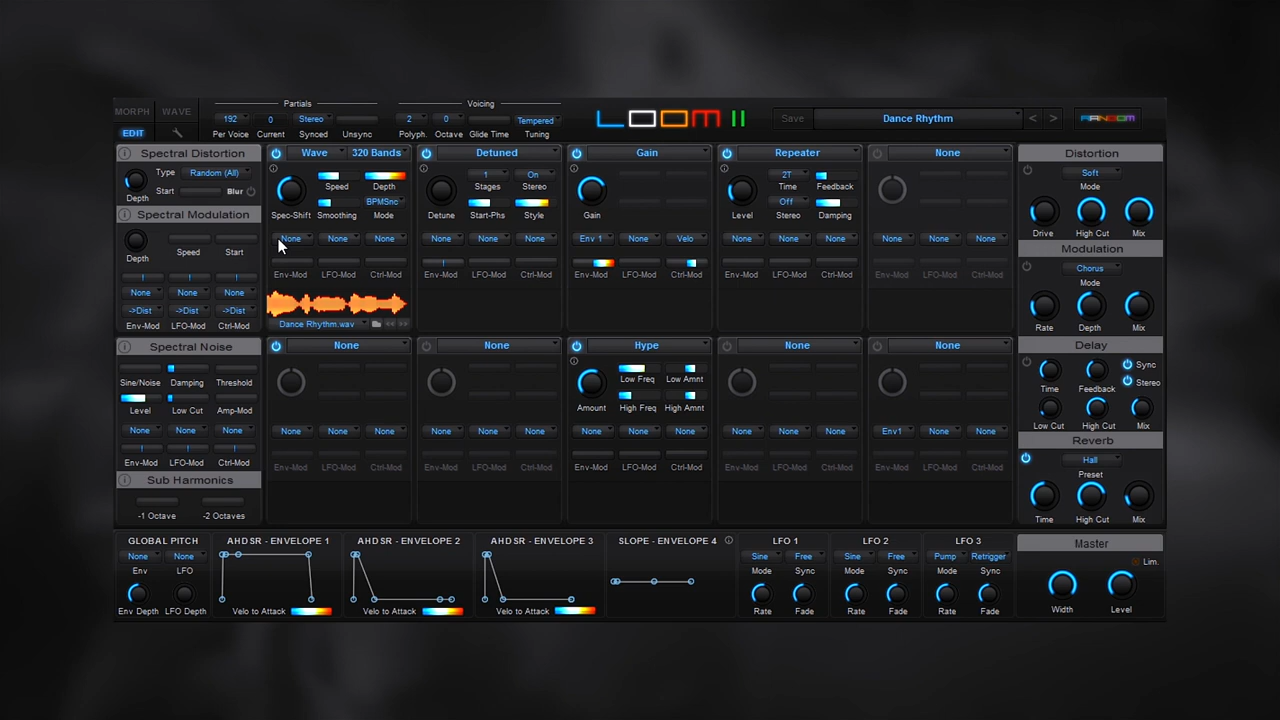 MORPH WAVE
EDIT
Partials
192 0 Stereo
Per Voice Current Synced Unsync
Voicing
2 0 Tempered
Polyph. Octave Glide Time Tuning
LOOM II
Save Dance Rhythm < > RANDOM
Spectral Distortion
Type Random (All)
Start Blur
Depth
Spectral Modulation
Depth Speed Start
None None None
->Dist ->Dist ->Dist
Env-Mod LFO-Mod Ctrl-Mod
Spectral Noise
Sine/Noise Damping Threshold
Level Low Cut Amp-Mod
None None None
Env-Mod LFO-Mod Ctrl-Mod
Sub Harmonics
-1 Octave -2 Octaves
Wave 320 Bands
Speed Depth
BPMSnc
Spec-Shift Smoothing Mode
None None None
Env-Mod LFO-Mod Ctrl-Mod
Dance Rhythm.wav
Detuned
1 On
Stages Stereo
Detune Start-Phs Style
None None None
Env-Mod LFO-Mod Ctrl-Mod
Gain
Gain
Env 1 None Velo
Env-Mod LFO-Mod Ctrl-Mod
Repeater
2T
Time Feedback
Off
Level Stereo Damping
None None None
Env-Mod LFO-Mod Ctrl-Mod
None
None None None
Env-Mod LFO-Mod Ctrl-Mod
None
None None None
Env-Mod LFO-Mod Ctrl-Mod
None
None None None
Env-Mod LFO-Mod Ctrl-Mod
Hype
Low Freq Low Amnt
Amount High Freq High Amnt
None None None
Env-Mod LFO-Mod Ctrl-Mod
None
None None None
Env-Mod LFO-Mod Ctrl-Mod
None
Env1 None None
Env-Mod LFO-Mod Ctrl-Mod
Distortion
Soft
Mode
Drive High Cut Mix
Modulation
Chorus
Mode
Rate Depth Mix
Delay
Sync
Time Feedback Stereo
Low Cut High Cut Mix
Reverb
Hall
Preset
Time High Cut Mix
GLOBAL PITCH
None None
Env LFO
Env Depth LFO Depth
AHDSR - ENVELOPE 1
Velo to Attack
AHDSR - ENVELOPE 2
Velo to Attack
AHDSR - ENVELOPE 3
Velo to Attack
SLOPE - ENVELOPE 4
LFO 1
Sine Free
Mode Sync
Rate Fade
LFO 2
Sine Free
Mode Sync
Rate Fade
LFO 3
Pump Retrigger
Mode Sync
Rate Fade
Master
Lim.
Width Level